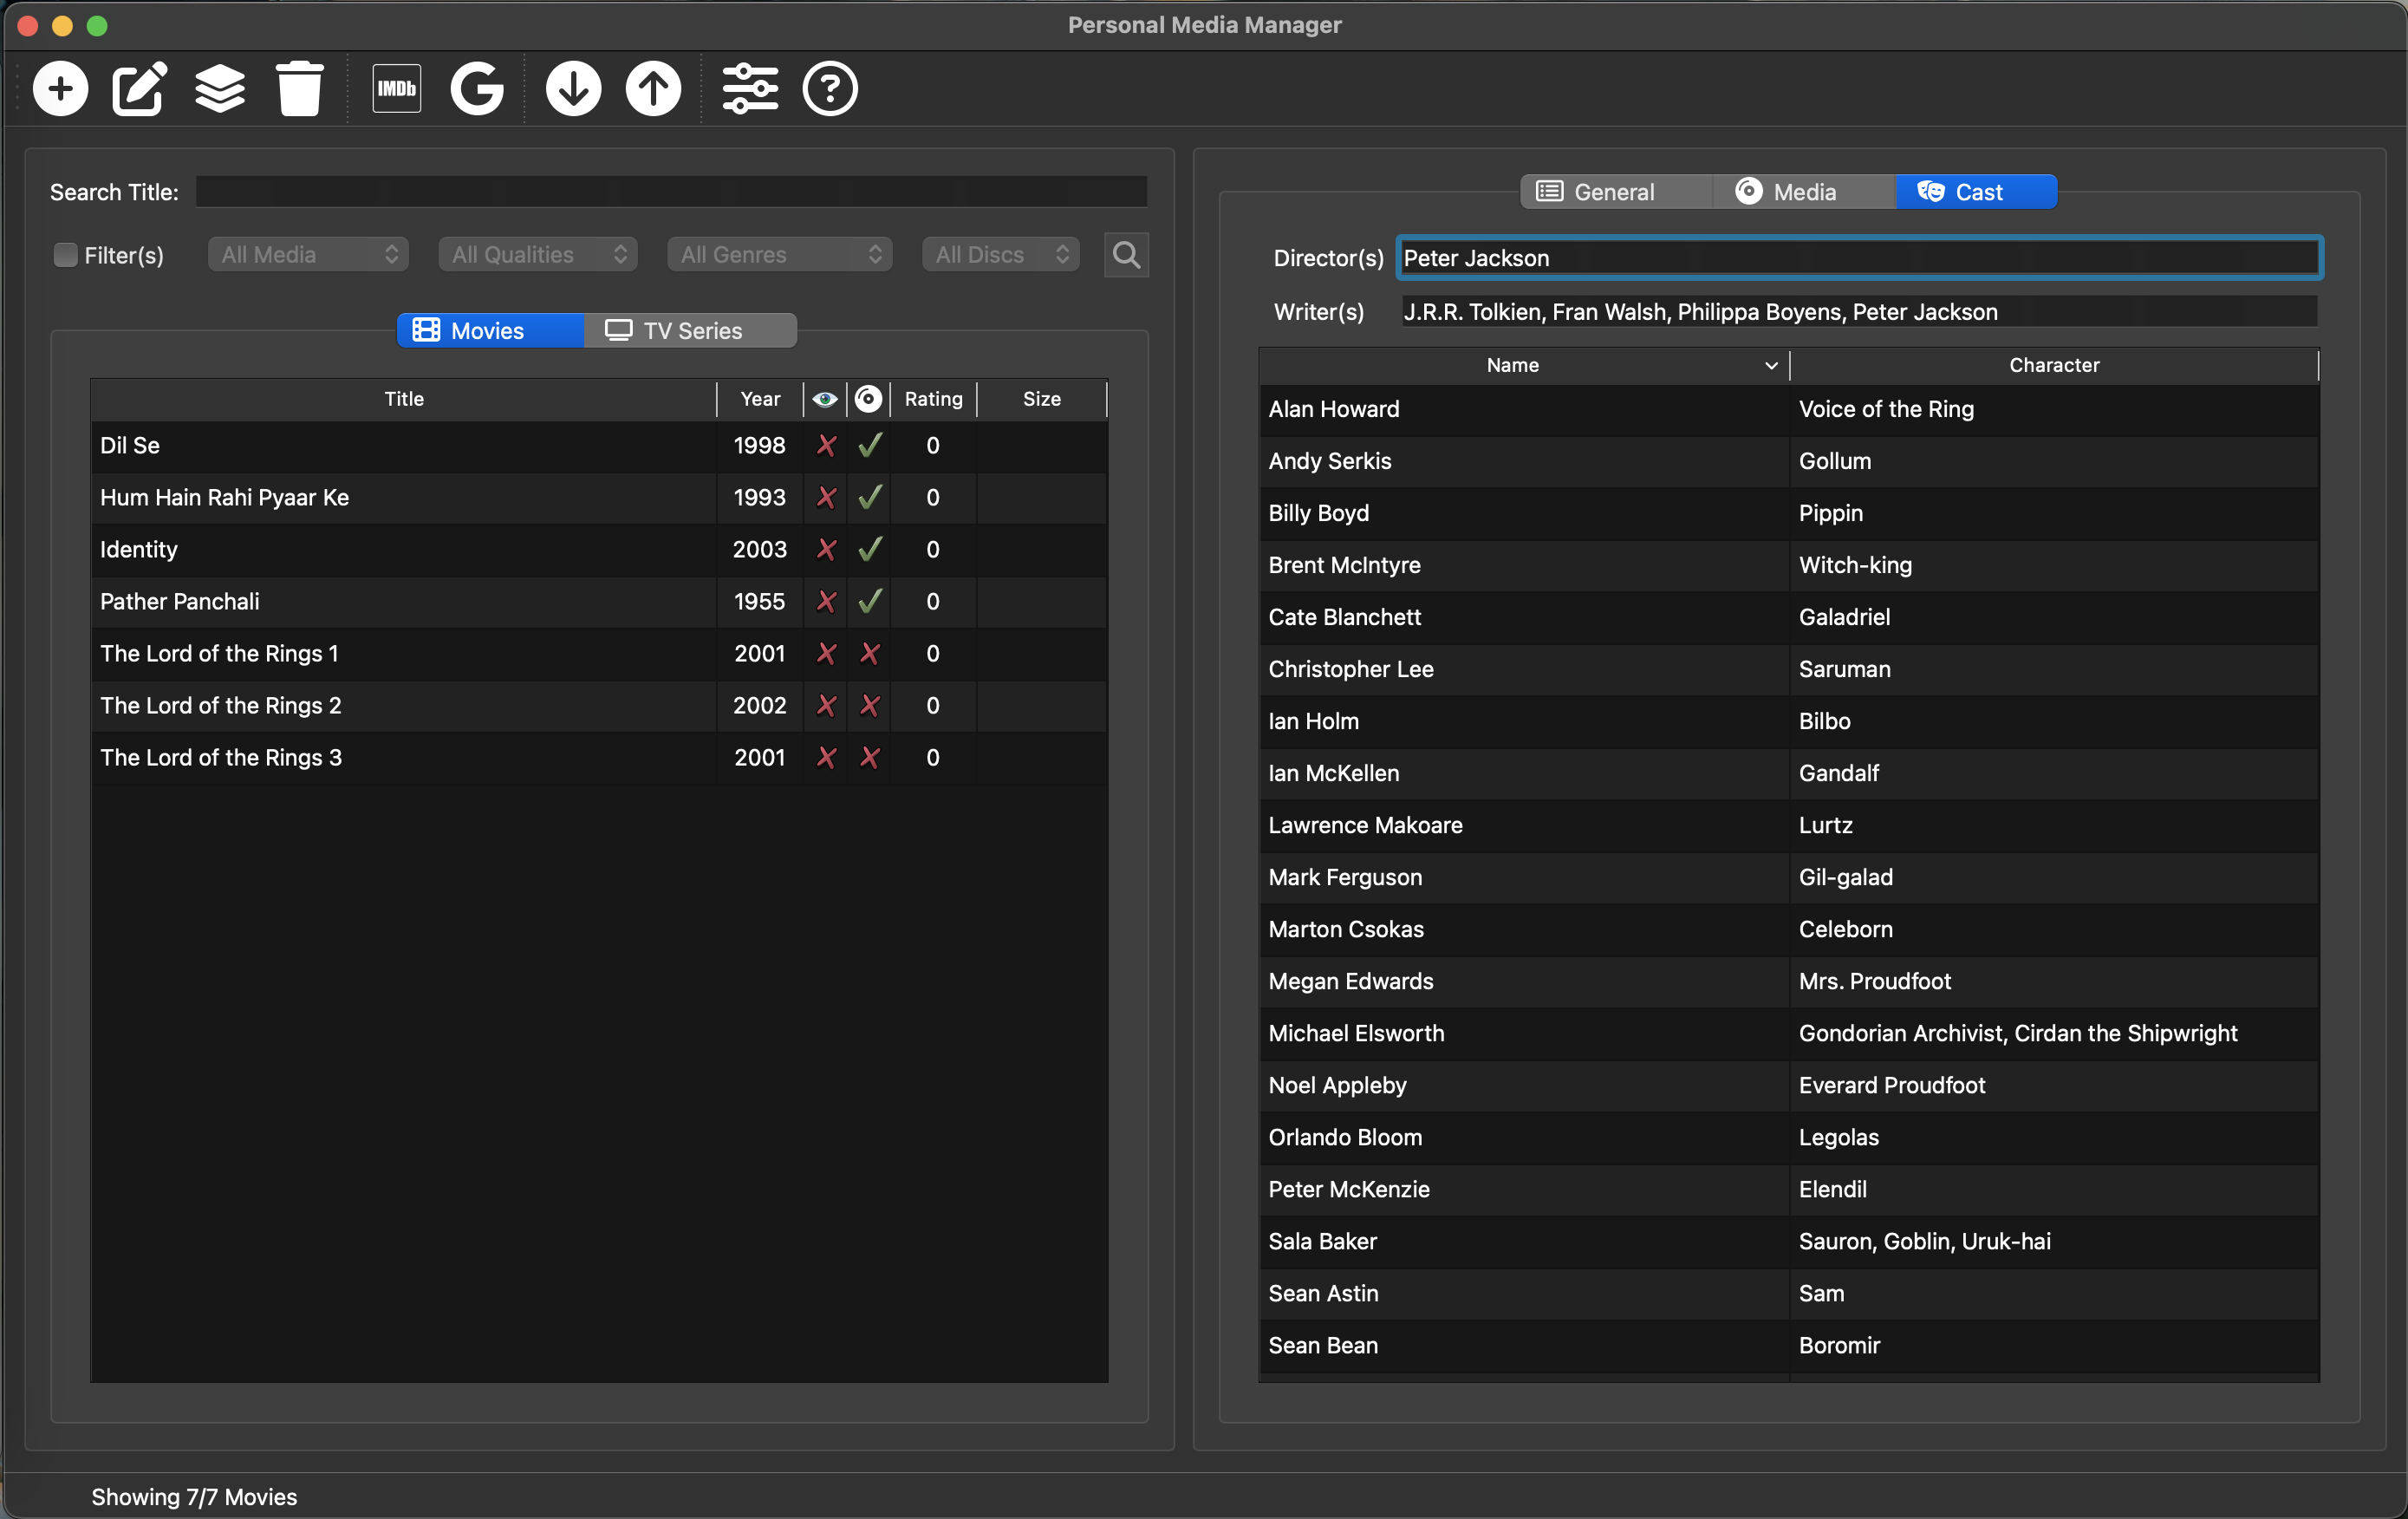 Personal Media Manager
IMDb
Search Title:
Filter(s) All Media All Qualities All Genres All Discs
Movies TV Series
Title Year Rating Size
Dil Se 1998 0
Hum Hain Rahi Pyaar Ke 1993 0
Identity 2003 0
Pather Panchali 1955 0
The Lord of the Rings 1 2001 0
The Lord of the Rings 2 2002 0
The Lord of the Rings 3 2001 0
Showing 7/7 Movies
General Media Cast
Director(s) Peter Jackson
Writer(s) J.R.R. Tolkien, Fran Walsh, Philippa Boyens, Peter Jackson
Name Character
Alan Howard Voice of the Ring
Andy Serkis Gollum
Billy Boyd Pippin
Brent McIntyre Witch-king
Cate Blanchett Galadriel
Christopher Lee Saruman
Ian Holm Bilbo
Ian McKellen Gandalf
Lawrence Makoare Lurtz
Mark Ferguson Gil-galad
Marton Csokas Celeborn
Megan Edwards Mrs. Proudfoot
Michael Elsworth Gondorian Archivist, Cirdan the Shipwright
Noel Appleby Everard Proudfoot
Orlando Bloom Legolas
Peter McKenzie Elendil
Sala Baker Sauron, Goblin, Uruk-hai
Sean Astin Sam
Sean Bean Boromir